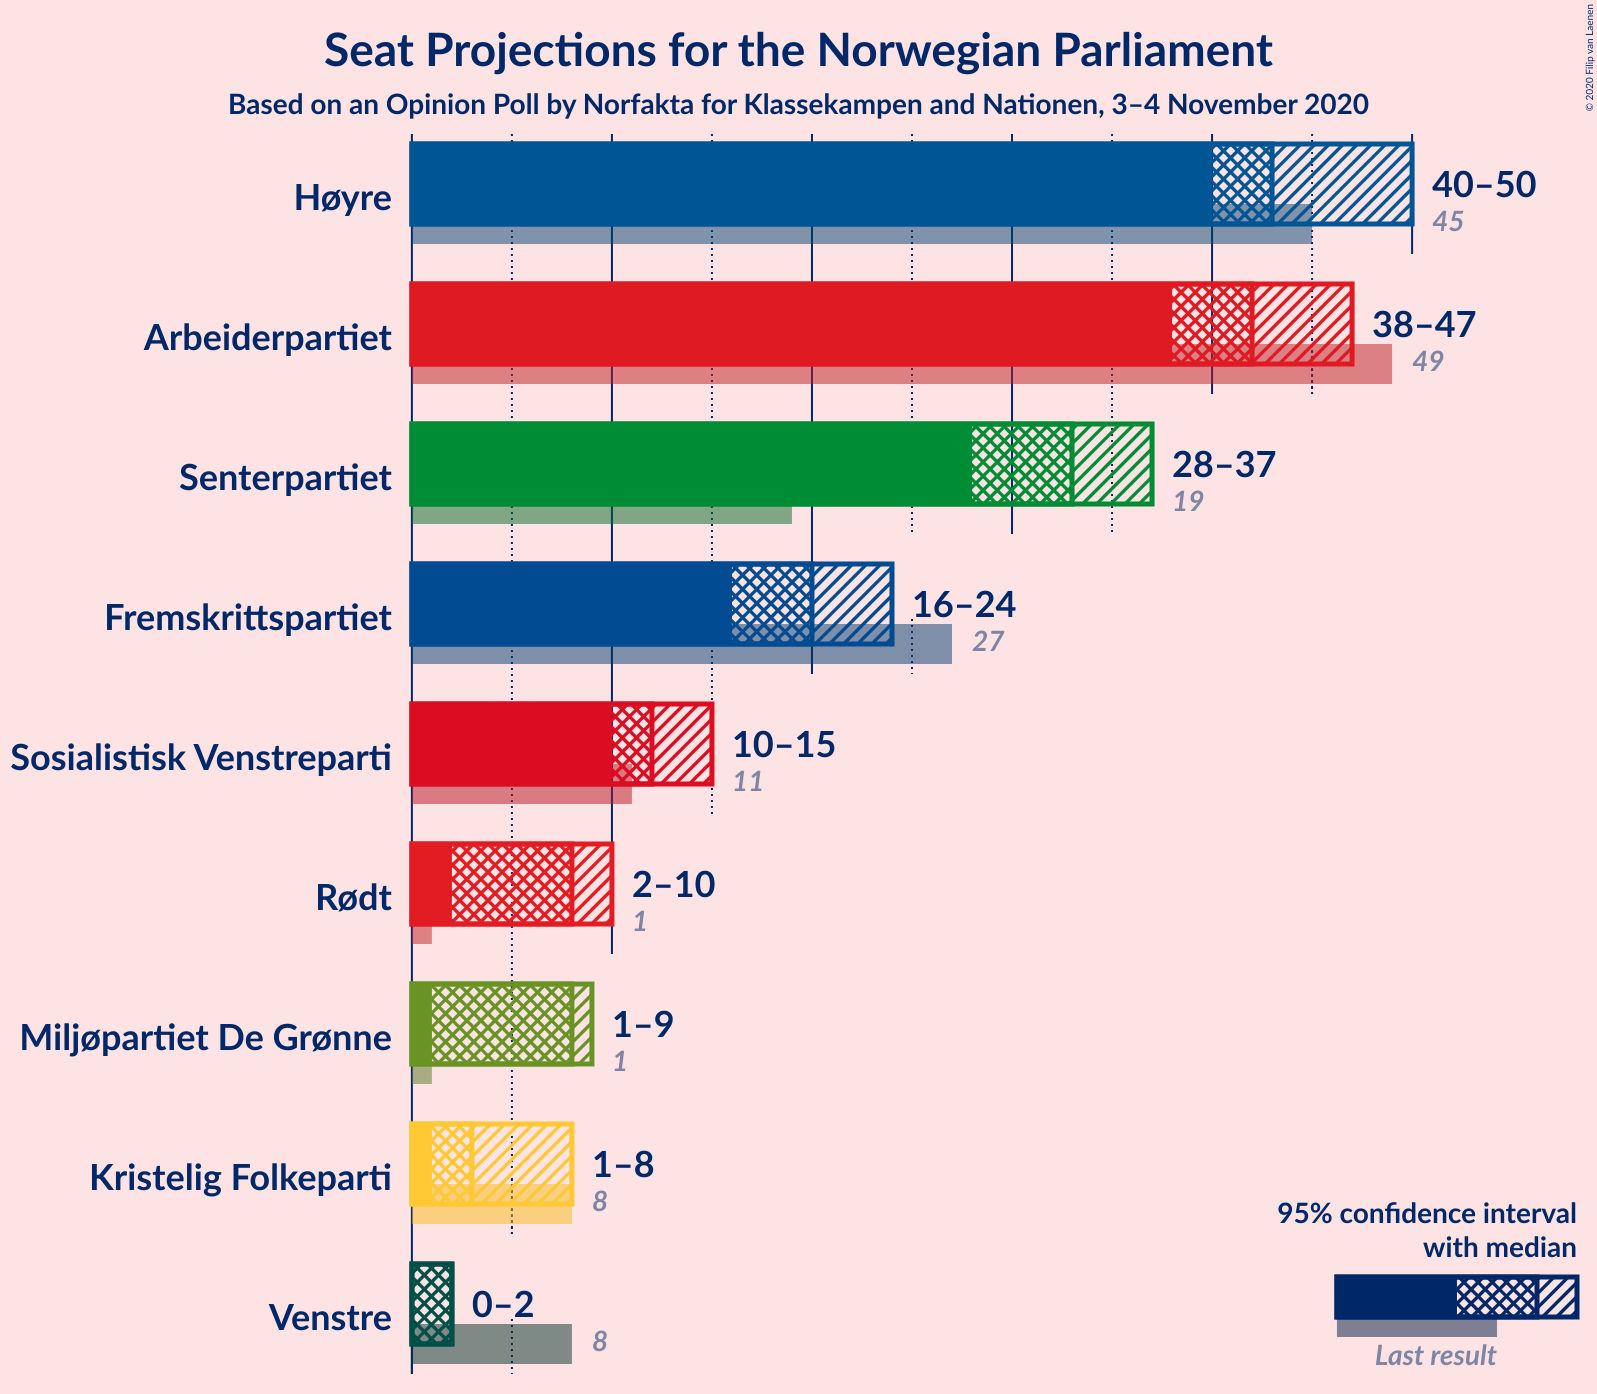 Seat Projections for the Norwegian Parliament
Based on an Opinion Poll by Norfakta for Klassekampen and Nationen, 3–4 November 2020
© 2020 Filip van Laenen
Høyre
40–50
45
Arbeiderpartiet
38–47
49
Senterpartiet
28–37
19
Fremskrittspartiet
16–24
27
Sosialistisk Venstreparti
10–15
11
Rødt
2–10
1
Miljøpartiet De Grønne
1–9
1
Kristelig Folkeparti
1–8
8
Venstre
0–2
8
95% confidence interval
with median
Last result